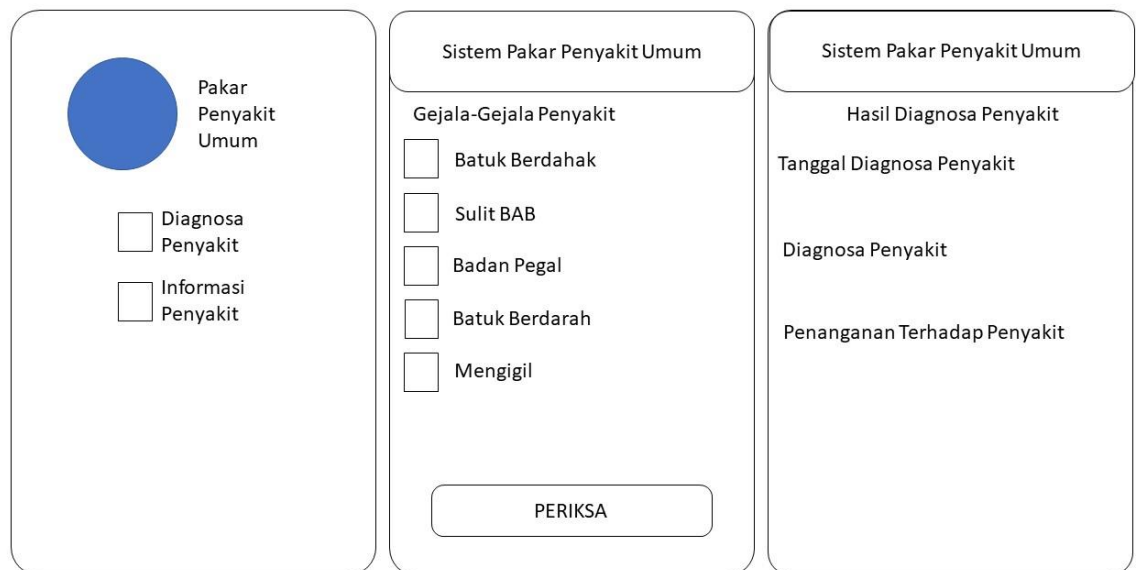 Pakar
Penyakit
Umum
Diagnosa
Penyakit
Informasi
Penyakit
Sistem Pakar Penyakit Umum
Gejala-Gejala Penyakit
Batuk Berdahak
Sulit BAB
Badan Pegal
Batuk Berdarah
Mengigil
PERIKSA
Sistem Pakar Penyakit Umum
Hasil Diagnosa Penyakit
Tanggal Diagnosa Penyakit
Diagnosa Penyakit
Penanganan Terhadap Penyakit